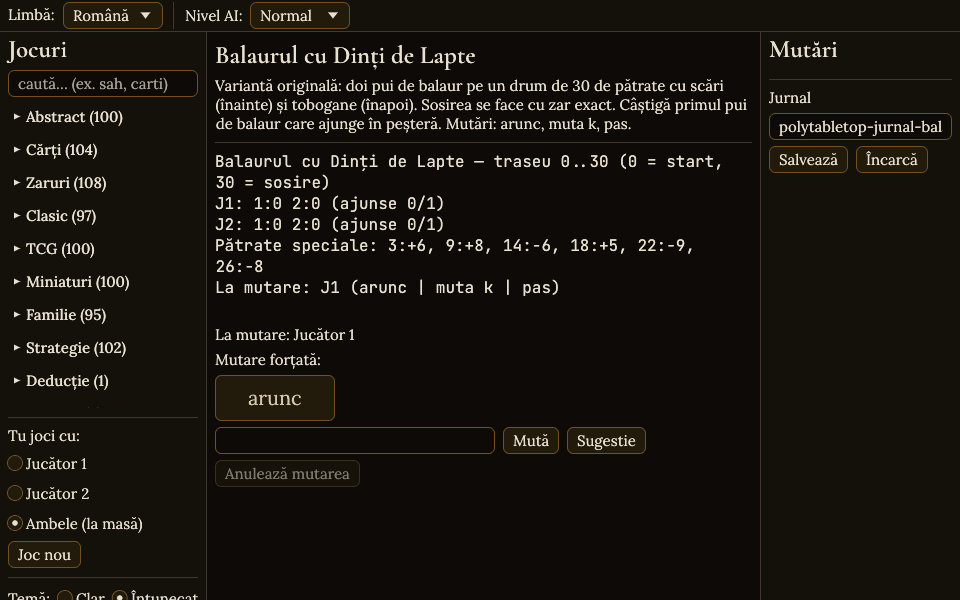 Limbă: Română ▼ Nivel AI: Normal ▼
Jocuri
caută... (ex. sah, carti)
▸ Abstract (100)
▸ Cărți (104)
▸ Zaruri (108)
▸ Clasic (97)
▸ TCG (100)
▸ Miniaturi (100)
▸ Familie (95)
▸ Strategie (102)
▸ Deducție (1)
Tu joci cu:
Jucător 1
Jucător 2
Ambele (la masă)
Joc nou
Temă: Clar Întunecat
Balaurul cu Dinți de Lapte
Variantă originală: doi pui de balaur pe un drum de 30 de pătrate cu scări
(înainte) și tobogane (înapoi). Sosirea se face cu zar exact. Câștigă primul pui
de balaur care ajunge în peșteră. Mutări: arunc, muta k, pas.
Balaurul cu Dinți de Lapte — traseu 0..30 (0 = start,
30 = sosire)
J1: 1:0 2:0 (ajunse 0/1)
J2: 1:0 2:0 (ajunse 0/1)
Pătrate speciale: 3:+6, 9:+8, 14:-6, 18:+5, 22:-9,
26:-8
La mutare: J1 (arunc | muta k | pas)
La mutare: Jucător 1
Mutare forțată:
arunc
Mută Sugestie
Anulează mutarea
Mutări
Jurnal
polytabletop-jurnal-bal
Salvează Încarcă